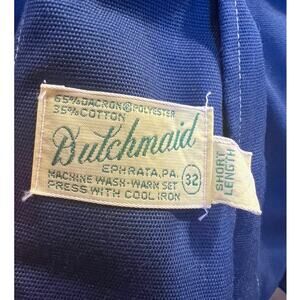 65% DACRON ® POLYESTER
35% COTTON
Dutchmaid
EPHRATA, PA.
MACHINE WASH-WARM SET
PRESS WITH COOL IRON
32
SHORT
LENGTH